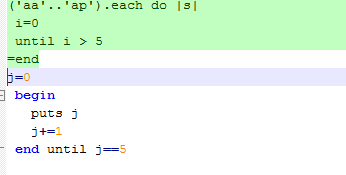 ('aa'..'ap').each do |s|
i=0
until i > 5
=end
j=0
begin
puts j
j+=1
end until j==5